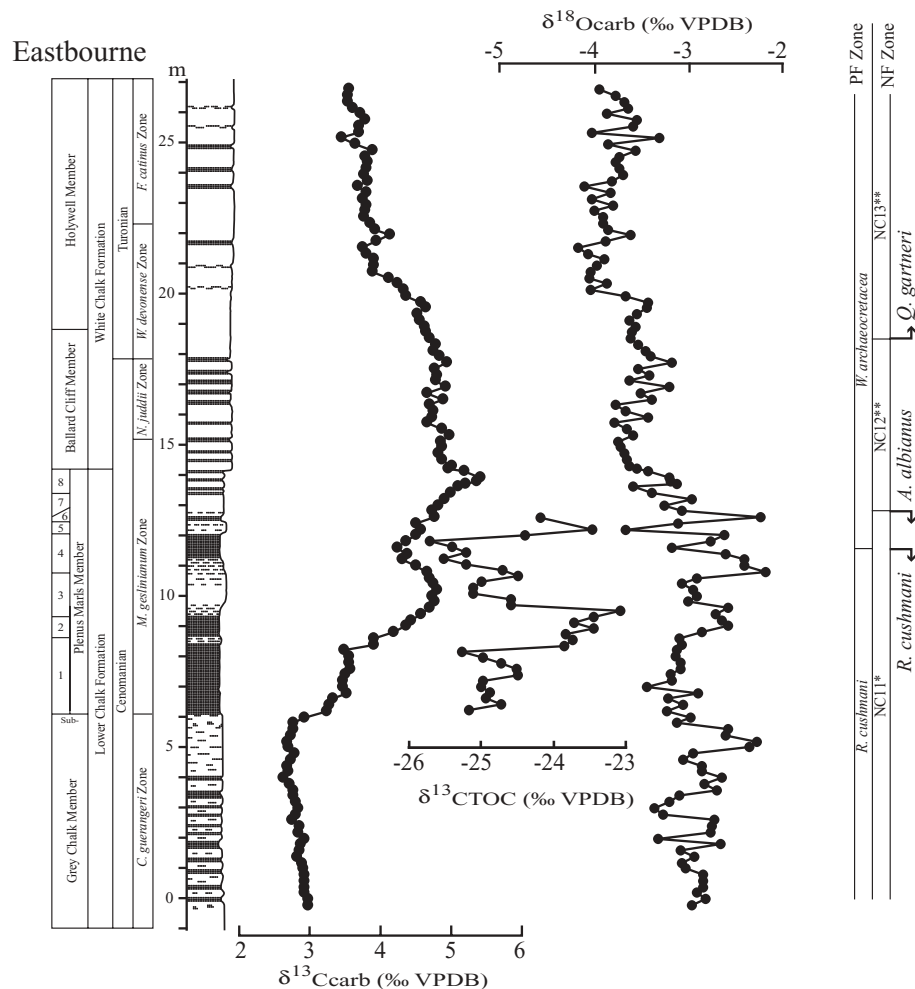 Eastbourne
m
δ18Ocarb (‰ VPDB)
-5 -4 -3 -2
PF Zone
NF Zone
Holywell Member
Ballard Cliff Member
Plenus Marls Member
Grey Chalk Member
Sub-
8
7
6
5
4
3
2
1
White Chalk Formation
Lower Chalk Formation
Turonian
Cenomanian
F. catinus Zone
W. devonense Zone
N. juddii Zone
M. geslinianum Zone
C. guerangeri Zone
25
20
15
10
5
0
W. archaeocretacea
R. cushmani
NC13**
NC12**
NC11*
Q. gartneri
A. albianus
R. cushmani
-26 -25 -24 -23
δ13CTOC (‰ VPDB)
2 3 4 5 6
δ13Ccarb (‰ VPDB)